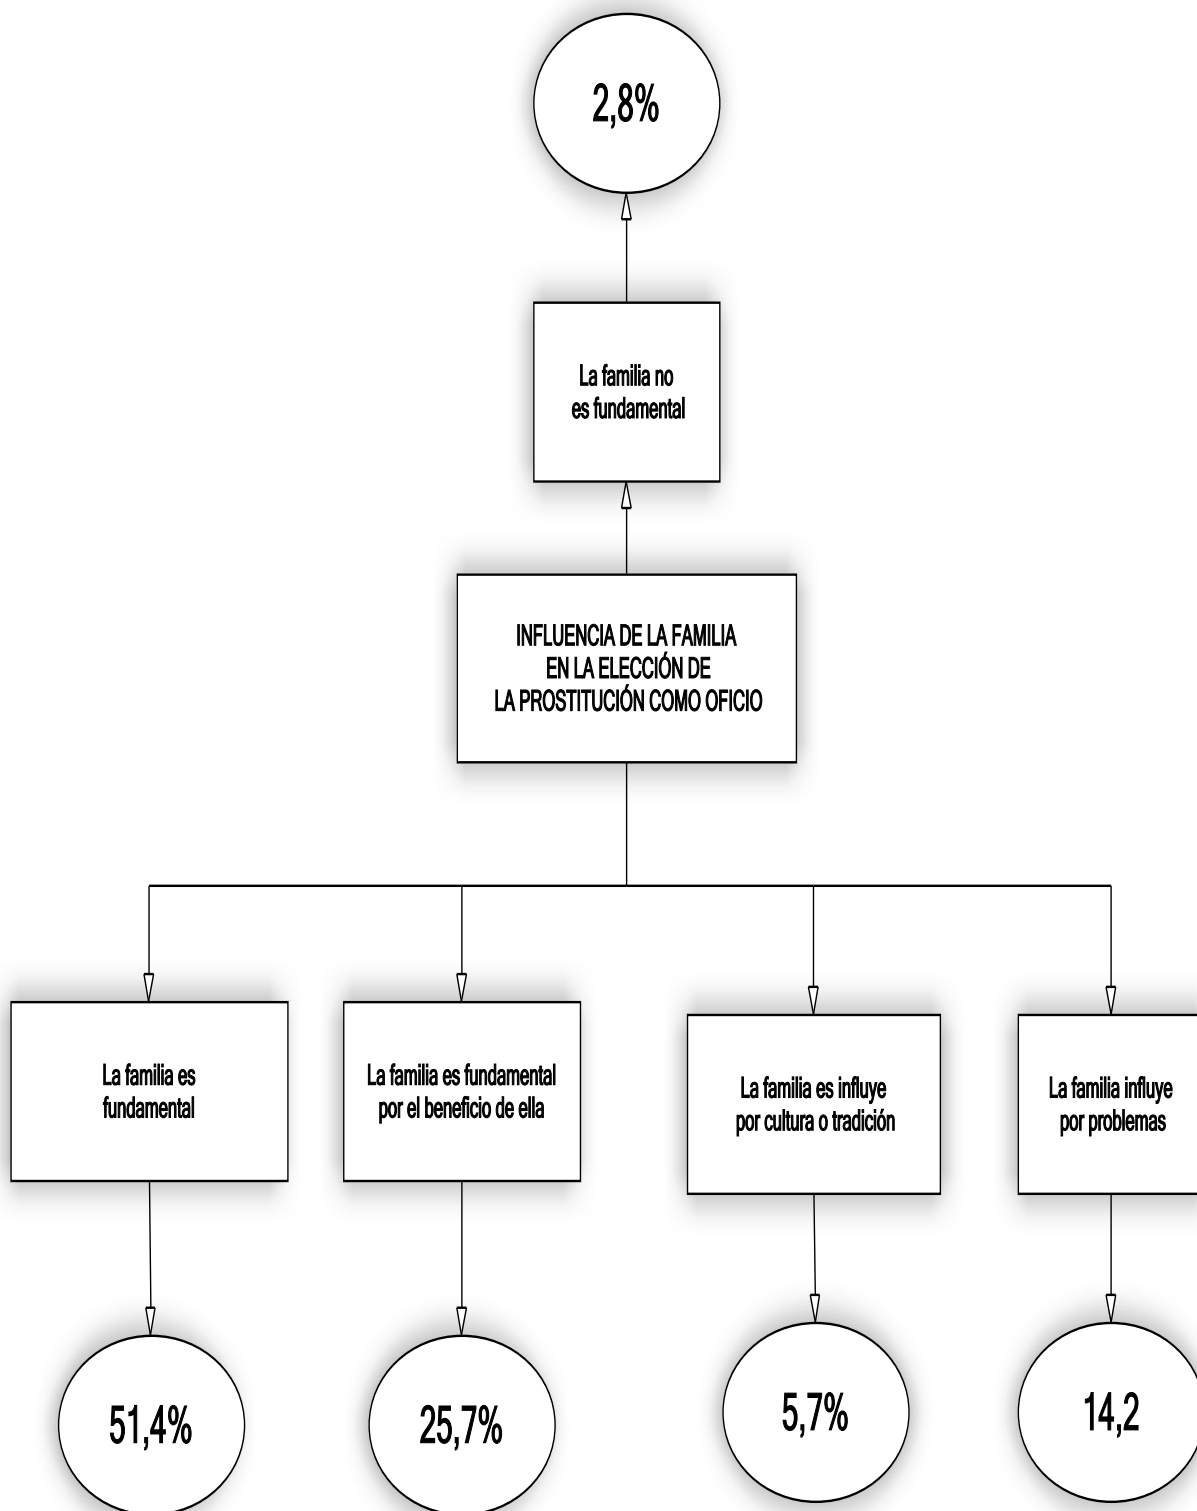 2,8%
La familia no
es fundamental
INFLUENCIA DE LA FAMILIA
EN LA ELECCIÓN DE
LA PROSTITUCIÓN COMO OFICIO
La familia es
fundamental
La familia es fundamental
por el beneficio de ella
La familia es influye
por cultura o tradición
La familia influye
por problemas
51,4%
25,7%
5,7%
14,2